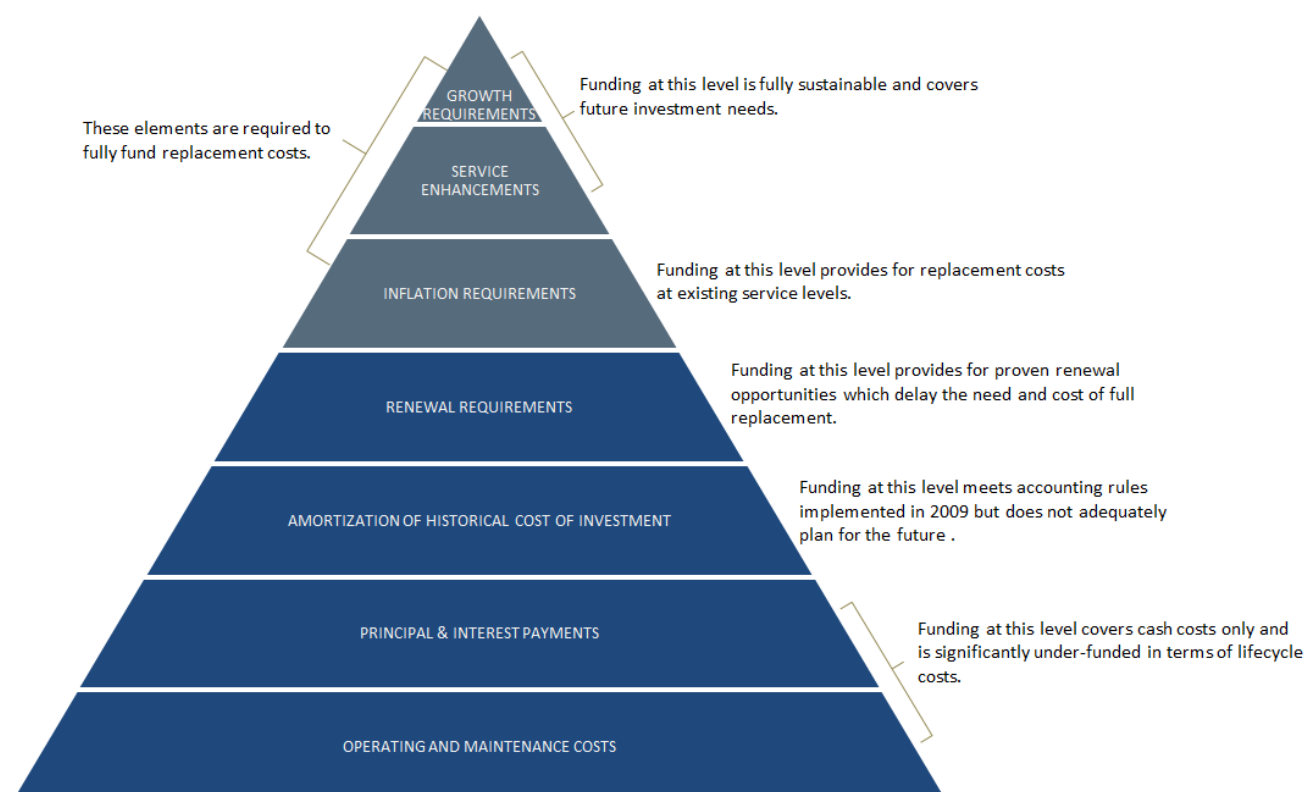 GROWTH
REQUIREMENTS
Funding at this level is fully sustainable and covers
future investment needs.
These elements are required to
fully fund replacement costs.
SERVICE
ENHANCEMENTS
INFLATION REQUIREMENTS
Funding at this level provides for replacement costs
at existing service levels.
RENEWAL REQUIREMENTS
Funding at this level provides for proven renewal
opportunities which delay the need and cost of full
replacement.
AMORTIZATION OF HISTORICAL COST OF INVESTMENT
Funding at this level meets accounting rules
implemented in 2009 but does not adequately
plan for the future .
PRINCIPAL & INTEREST PAYMENTS
Funding at this level covers cash costs only and
is significantly under-funded in terms of lifecycle
costs.
OPERATING AND MAINTENANCE COSTS